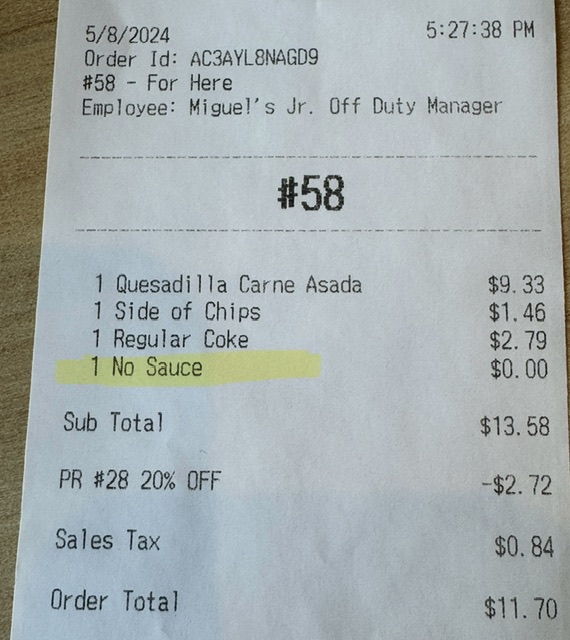 5/8/2024 5:27:38 PM
Order Id: AC3AYL8NAGD9
#58 - For Here
Employee: Miguel's Jr. Off Duty Manager
#58
1 Quesadilla Carne Asada $9.33
1 Side of Chips $1.46
1 Regular Coke $2.79
1 No Sauce $0.00
Sub Total $13.58
PR #28 20% OFF -$2.72
Sales Tax $0.84
Order Total $11.70